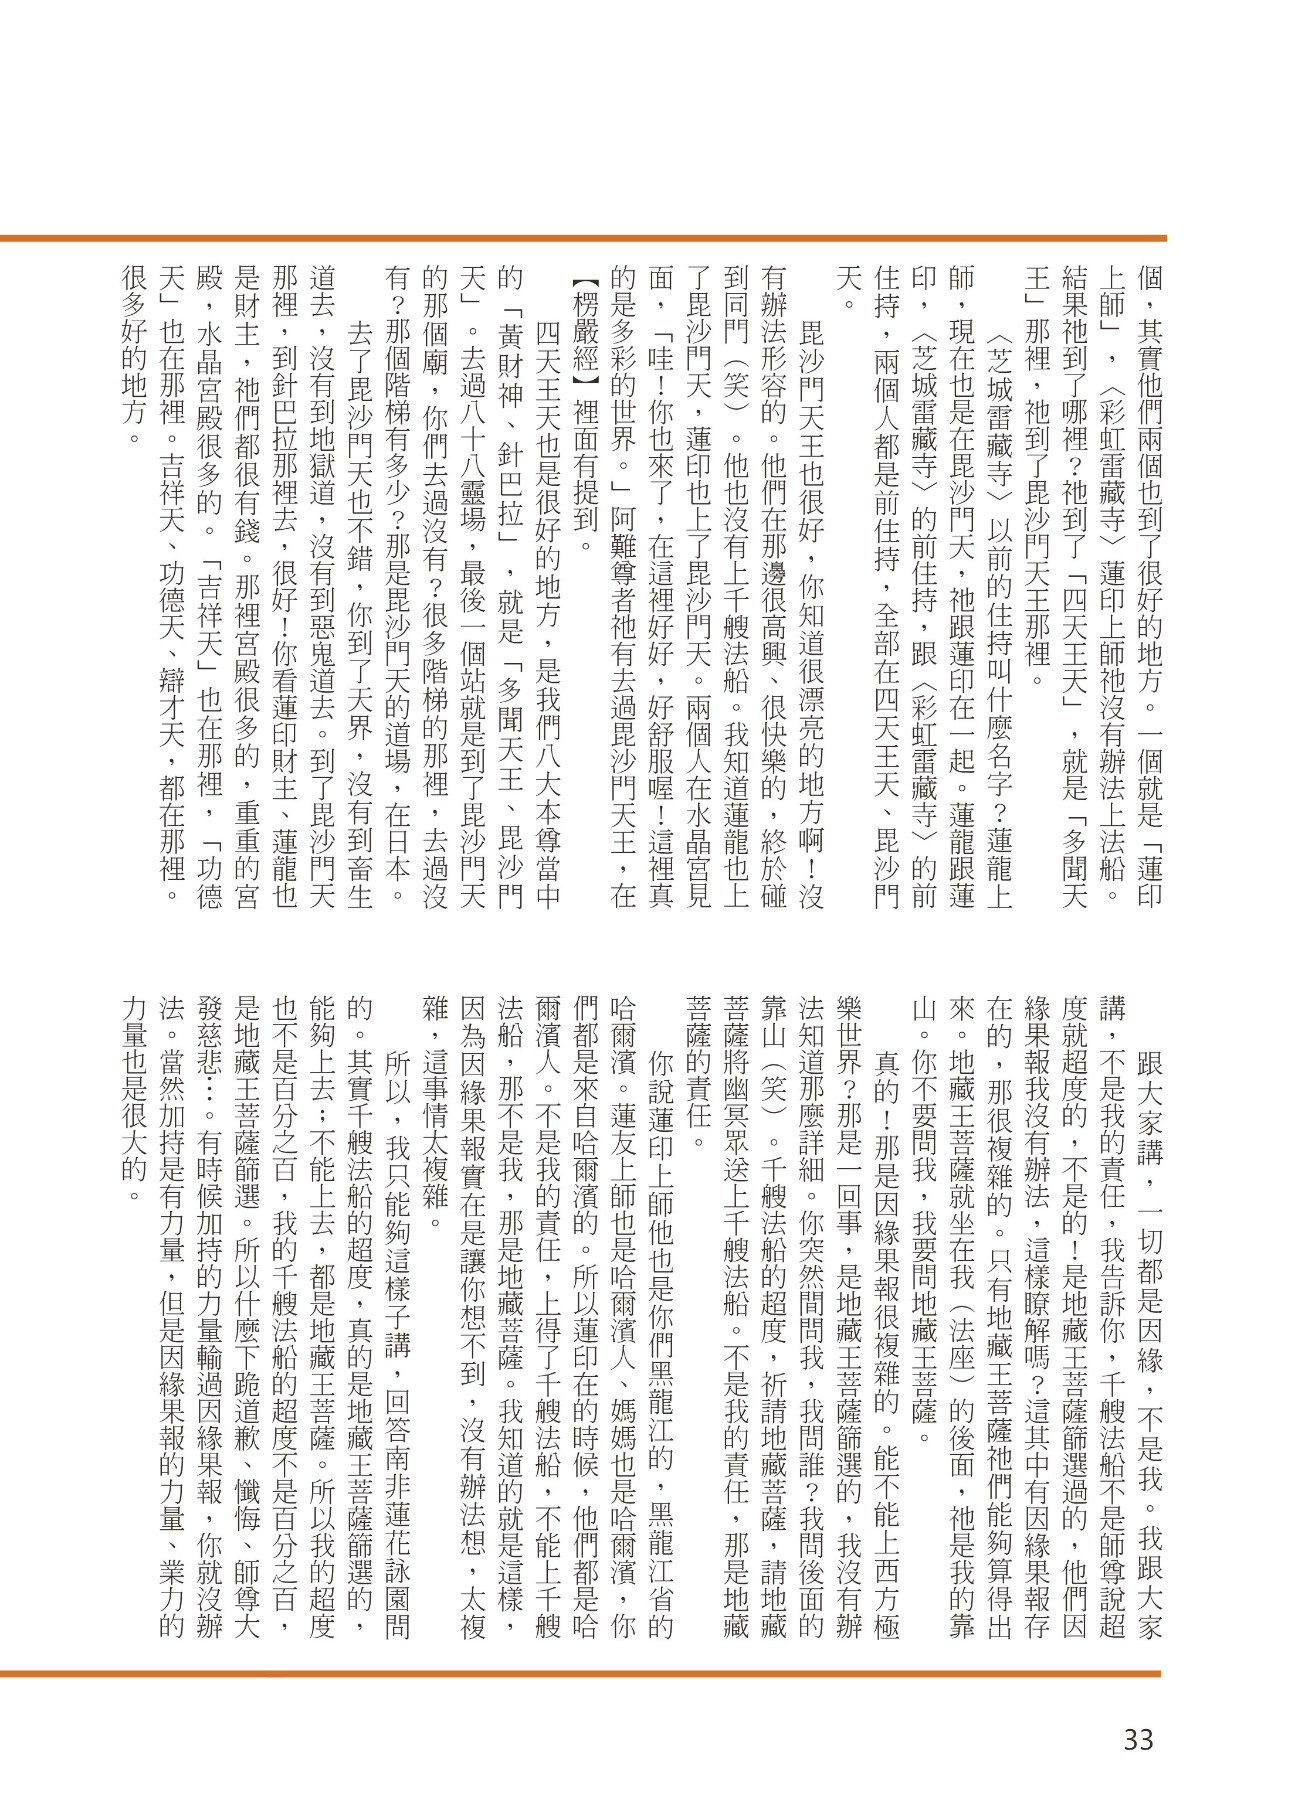 個，其實他們兩個也到了很好的地方。一個就是「蓮印
上師」，〈彩虹雷藏寺〉蓮印上師祂沒有辦法上法船。
結果祂到了哪裡？祂到了「四天王天」，就是「多聞天
王」那裡，祂到了毘沙門天王那裡。
〈芝城雷藏寺〉以前的住持叫什麼名字？蓮龍上
師，現在也是在毘沙門天，祂跟蓮印在一起。蓮龍跟蓮
印，〈芝城雷藏寺〉的前住持，跟〈彩虹雷藏寺〉的前
住持，兩個人都是前住持，全部在四天王天、毘沙門
天。
毘沙門天王也很好，你知道很漂亮的地方啊！沒
有辦法形容的。他們在那邊很高興、很快樂的，終於碰
到同門（笑）。他也沒有上千艘法船。我知道蓮龍也上
了毘沙門天，蓮印也上了毘沙門天。兩個人在水晶宮見
面，「哇！你也來了，在這裡好好，好舒服喔！這裡真
的是多彩的世界。」阿難尊者祂有去過毘沙門天王，在
【楞嚴經】裡面有提到。
四天王天也是很好的地方，是我們八大本尊當中
的「黃財神、針巴拉」，就是「多聞天王、毘沙門
天」。去過八十八靈場，最後一個站就是到了毘沙門天
的那個廟，你們去過沒有？很多階梯的那裡，去過沒
有？那個階梯有多少？那是毘沙門天的道場，在日本。
去了毘沙門天也不錯，你到了天界，沒有到畜生
道去，沒有到地獄道，沒有到惡鬼道去。到了毘沙門天
那裡，到針巴拉那裡去，很好！你看蓮印財主、蓮龍也
是財主，祂們都很有錢。那裡宮殿很多的，重重的宮
殿，水晶宮殿很多的。「吉祥天」也在那裡，「功德
天」也在那裡。吉祥天、功德天、辯才天，都在那裡。
很多好的地方。
跟大家講，一切都是因緣，不是我。我跟大家
講，不是我的責任，我告訴你，千艘法船不是師尊說超
度就超度的，不是的！是地藏王菩薩篩選過的，他們因
緣果報我沒有辦法，這樣瞭解嗎？這其中有因緣果報存
在的，那很複雜的。只有地藏王菩薩祂們能夠算得出
來。地藏王菩薩就坐在我（法座）的後面，祂是我的靠
山。你不要問我，我要問地藏王菩薩。
真的！那是因緣果報很複雜的。能不能上西方極
樂世界？那是一回事，是地藏王菩薩篩選的，我沒有辦
法知道那麼詳細。你突然間問我，我問誰？我問後面的
靠山（笑）。千艘法船的超度，祈請地藏菩薩，請地藏
菩薩將幽冥眾送上千艘法船。不是我的責任，那是地藏
菩薩的責任。
你說蓮印上師他也是你們黑龍江的，黑龍江省的
哈爾濱。蓮友上師也是哈爾濱人、媽媽也是哈爾濱，你
們都是來自哈爾濱的。所以蓮印在的時候，他們都是哈
爾濱人。不是我的責任，上得了千艘法船，不能上千艘
法船，那不是我，那是地藏菩薩。我知道的就是這樣，
因為因緣果報實在是讓你想不到，沒有辦法想，太複
雜，這事情太複雜。
所以，我只能夠這樣子講，回答南非蓮花詠園問
的。其實千艘法船的超度，真的是地藏王菩薩篩選的，
能夠上去；不能上去，都是地藏王菩薩。所以我的超度
也不是百分之百，我的千艘法船的超度不是百分之百，
是地藏王菩薩篩選。所以什麼下跪道歉、懺悔、師尊大
發慈悲⋯。有時候加持的力量輸過因緣果報，你就沒辦
法。當然加持是有力量，但是因緣果報的力量、業力的
力量也是很大的。
33